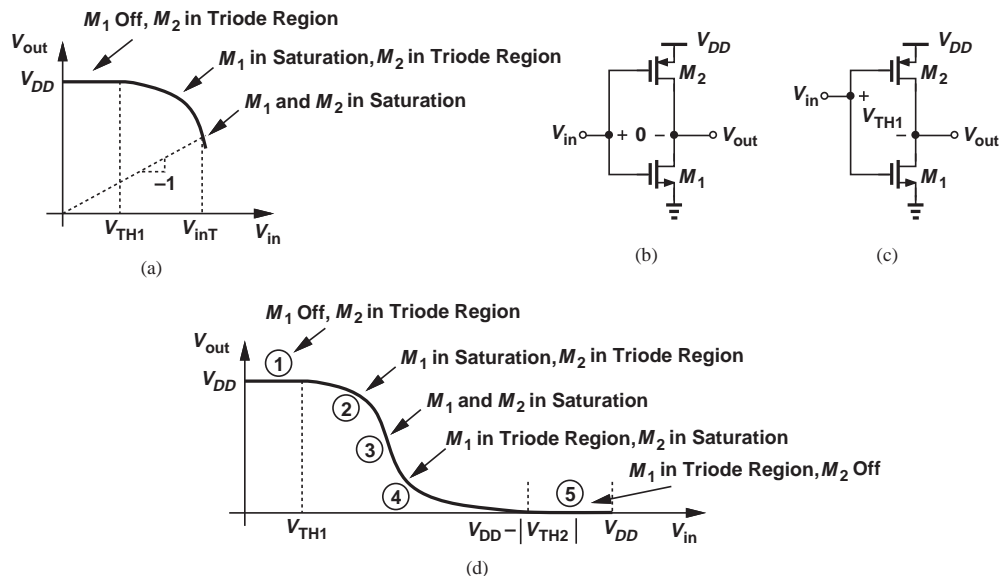 M1 Off, M2 in Triode Region
Vout
M1 in Saturation, M2 in Triode Region
VDD
M1 and M2 in Saturation
–1
VTH1
VinT
Vin
(a)
VDD
M2
Vin
+ 0 –
Vout
M1
(b)
VDD
M2
Vin
+
VTH1
–
Vout
M1
(c)
M1 Off, M2 in Triode Region
Vout
1
M1 in Saturation, M2 in Triode Region
VDD
2
M1 and M2 in Saturation
3
M1 in Triode Region, M2 in Saturation
4
M1 in Triode Region, M2 Off
5
VTH1
VDD – |VTH2|
VDD
Vin
(d)